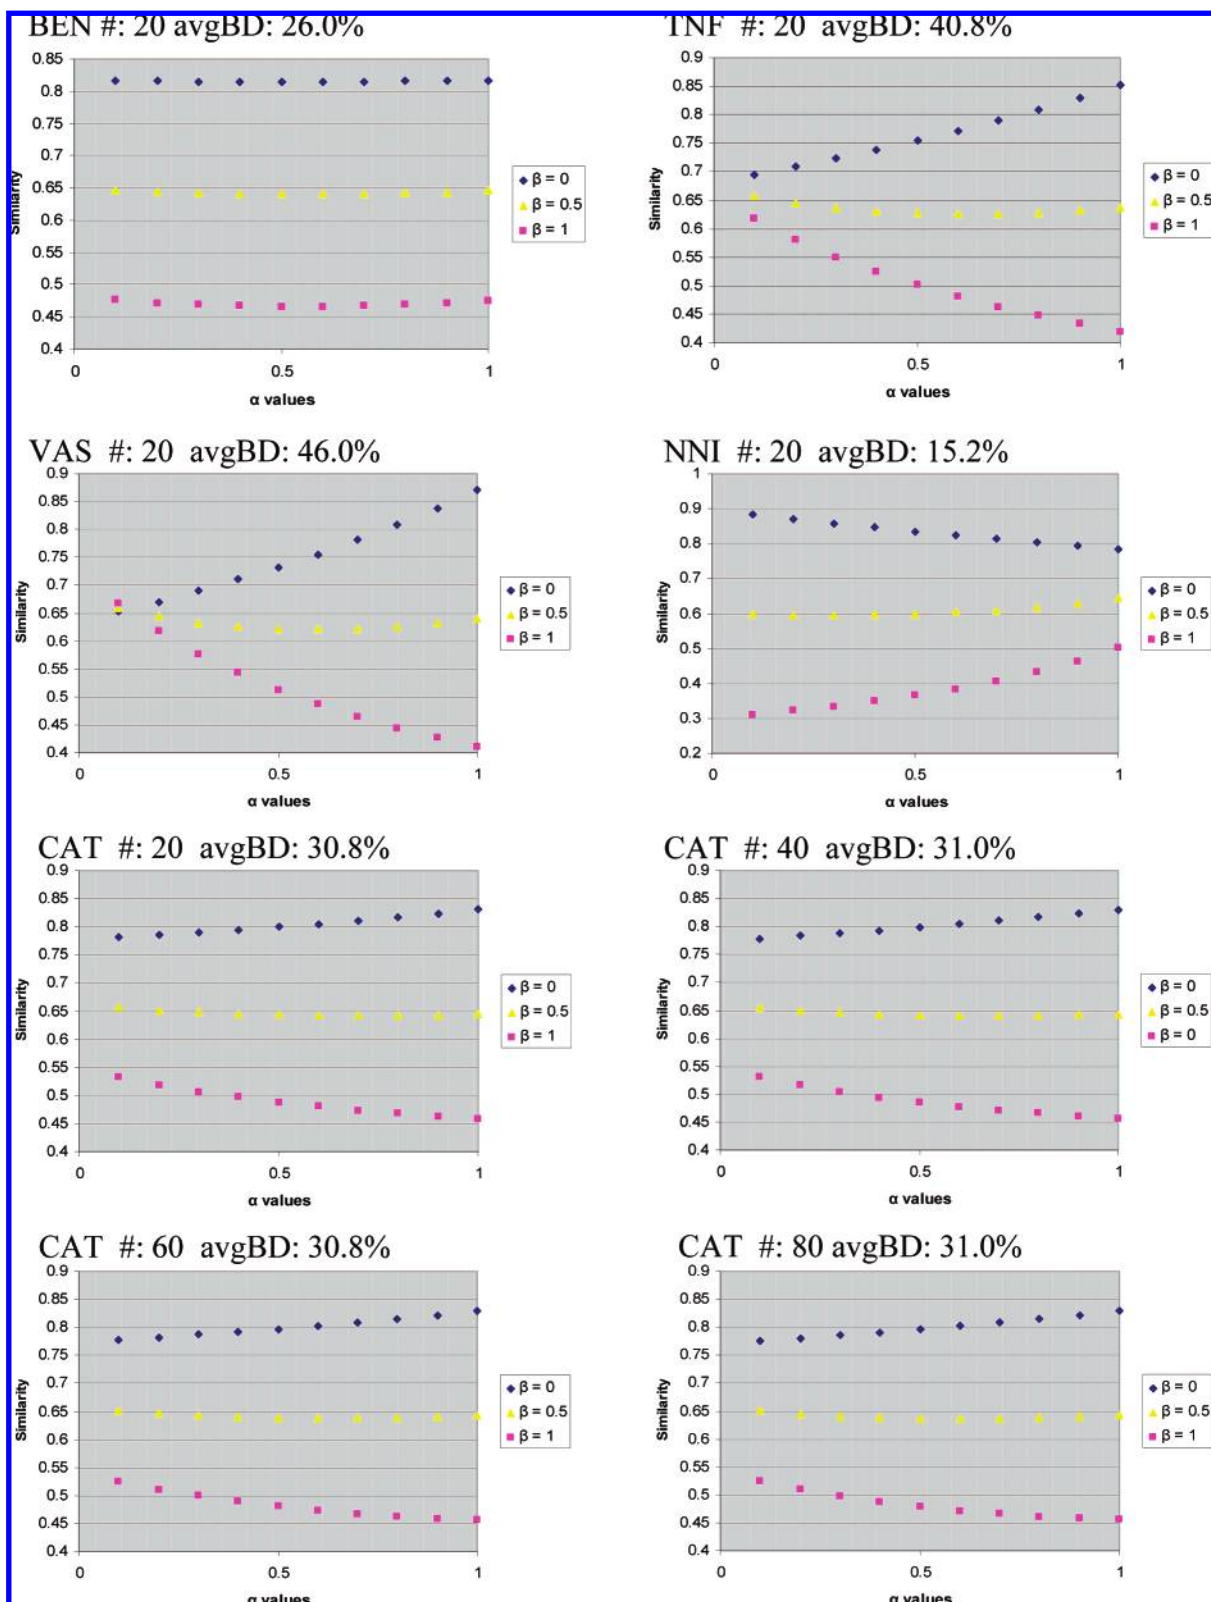 BEN #: 20 avgBD: 26.0%
0.85
0.8
0.75
0.7
0.65
0.6
0.55
0.5
0.45
0.4
0
0.5
1
Similarity
α values
β = 0
β = 0.5
β = 1
TNF #: 20 avgBD: 40.8%
0.9
0.85
0.8
0.75
0.7
0.65
0.6
0.55
0.5
0.45
0.4
0
0.5
1
Similarity
α values
β = 0
β = 0.5
β = 1
VAS #: 20 avgBD: 46.0%
0.9
0.85
0.8
0.75
0.7
0.65
0.6
0.55
0.5
0.45
0.4
0
0.5
1
Similarity
α values
β = 0
β = 0.5
β = 1
NNI #: 20 avgBD: 15.2%
1
0.9
0.8
0.7
0.6
0.5
0.4
0.3
0.2
0
0.5
1
Similarity
α values
β = 0
β = 0.5
β = 1
CAT #: 20 avgBD: 30.8%
0.9
0.85
0.8
0.75
0.7
0.65
0.6
0.55
0.5
0.45
0.4
0
0.5
1
Similarity
α values
β = 0
β = 0.5
β = 1
CAT #: 40 avgBD: 31.0%
0.9
0.85
0.8
0.75
0.7
0.65
0.6
0.55
0.5
0.45
0.4
0
0.5
1
Similarity
α values
β = 0
β = 0.5
β = 0
CAT #: 60 avgBD: 30.8%
0.9
0.85
0.8
0.75
0.7
0.65
0.6
0.55
0.5
0.45
0.4
0
0.5
1
Similarity
α values
β = 0
β = 0.5
β = 1
CAT #: 80 avgBD: 31.0%
0.9
0.85
0.8
0.75
0.7
0.65
0.6
0.55
0.5
0.45
0.4
0
0.5
1
Similarity
α values
β = 0
β = 0.5
β = 1